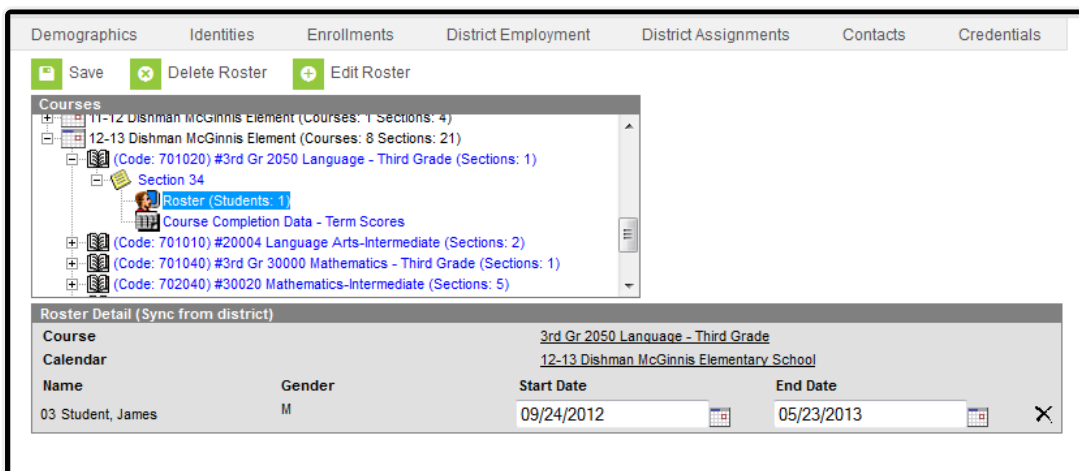 Demographics Identities Enrollments District Employment District Assignments Contacts Credentials
Save Delete Roster Edit Roster
Courses
11-12 Dishman McGinnis Element (Courses: 1 Sections: 4)
12-13 Dishman McGinnis Element (Courses: 8 Sections: 21)
(Code: 701020) #3rd Gr 2050 Language - Third Grade (Sections: 1)
Section 34
Roster (Students: 1)
Course Completion Data - Term Scores
(Code: 701010) #20004 Language Arts-Intermediate (Sections: 2)
(Code: 701040) #3rd Gr 30000 Mathematics - Third Grade (Sections: 1)
(Code: 702040) #30020 Mathematics-Intermediate (Sections: 5)
Roster Detail (Sync from district)
Course 3rd Gr 2050 Language - Third Grade
Calendar 12-13 Dishman McGinnis Elementary School
Name Gender Start Date End Date
03 Student, James M 09/24/2012 05/23/2013